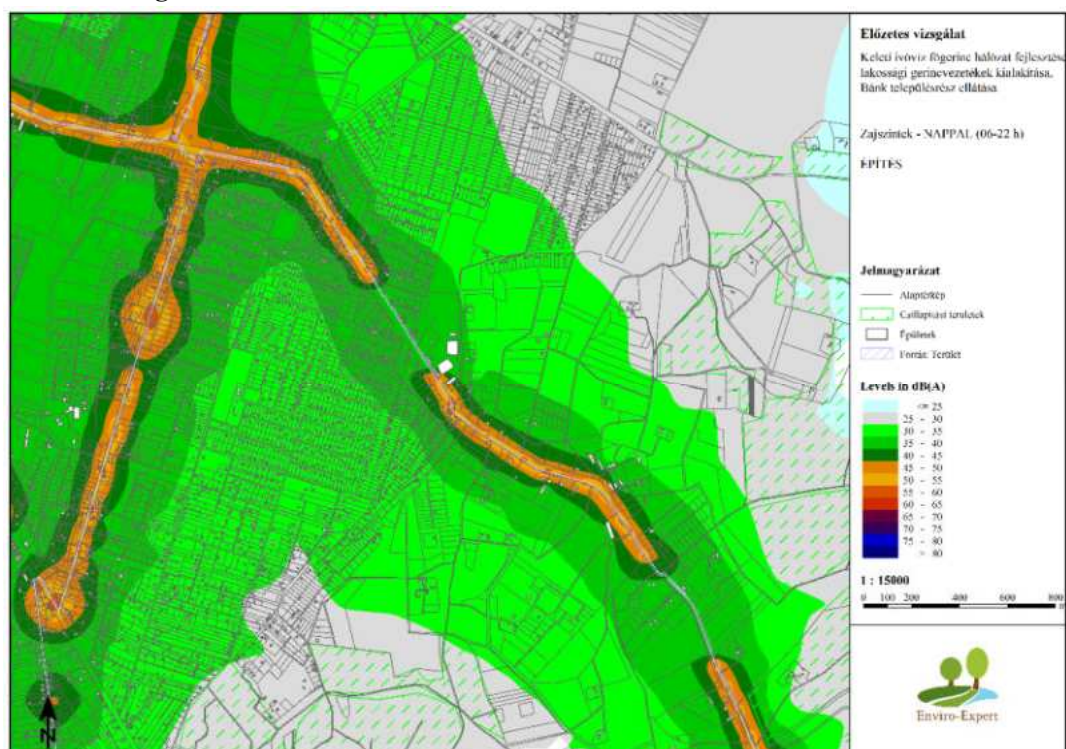 Előzetes vizsgálat
Keleti ivóvíz főgerinc hálózat fejlesztése
lakossági gerincvezetékek kialakítása.
Bánk településrész ellátása
Zajszintek - NAPPAL (06-22 h)
ÉPÍTÉS
Jelmagyarázat
Alaptérkép
Csillapítási területek
Épületek
Forrás: Terület
Levels in dB(A)
<= 25
25 - 30
30 - 35
35 - 40
40 - 45
45 - 50
50 - 55
55 - 60
60 - 65
65 - 70
70 - 75
75 - 80
> 80
1 : 15000
0 100 200 400 600 800
m
Enviro-Expert
N